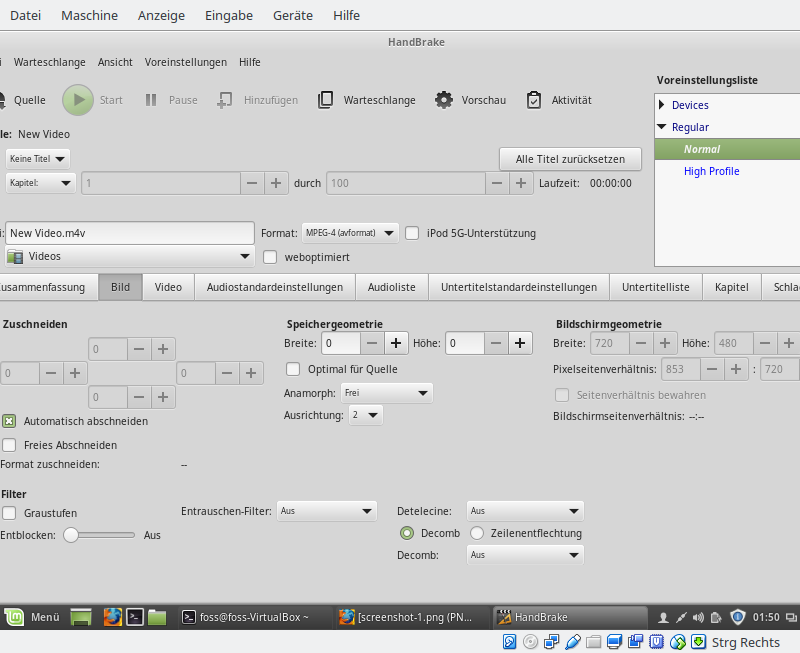 Datei Maschine Anzeige Eingabe Geräte Hilfe
HandBrake
i Warteschlange Ansicht Voreinstellungen Hilfe
Voreinstellungsliste
Quelle Start Pause Hinzufügen Warteschlange Vorschau Aktivität
Devices
Regular
Normal
High Profile
le: New Video
Keine Titel Alle Titel zurücksetzen
Kapitel: 1 durch 100 Laufzeit: 00:00:00
i: New Video.m4v Format: MPEG-4 (avformat) iPod 5G-Unterstützung
Videos weboptimiert
usammenfassung Bild Video Audiostandardeinstellungen Audioliste Untertitelstandardeinstellungen Untertitelliste Kapitel Schla
Zuschneiden Speichergeometrie Bildschirmgeometrie
0 Breite: 0 Höhe: 0 Breite: 720 Höhe: 480
0 0 Optimal für Quelle Pixelseitenverhältnis: 853 : 720
0 Anamorph: Frei Seitenverhältnis bewahren
Automatisch abschneiden Ausrichtung: 2 Bildschirmseitenverhältnis: --:--
Freies Abschneiden
Format zuschneiden: --
Filter
Graustufen Entrauschen-Filter: Aus Detelecine: Aus
Entblocken: Aus Decomb Zeilenentflechtung
Decomb: Aus
Menü foss@foss-VirtualBox ~ [screenshot-1.png (PN... HandBrake 01:50
Strg Rechts